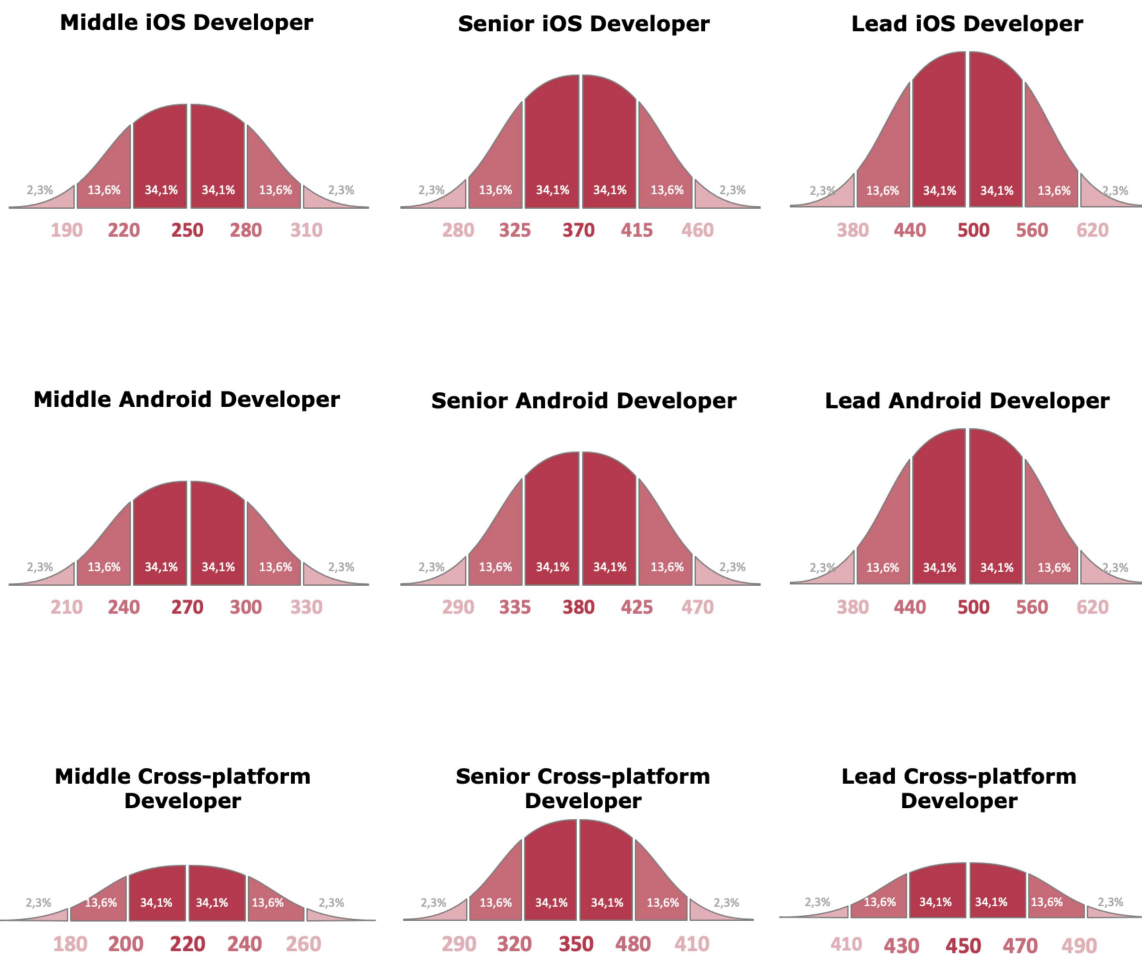 Middle iOS Developer
2,3% 13,6% 34,1% 34,1% 13,6% 2,3%
190 220 250 280 310
Senior iOS Developer
2,3% 13,6% 34,1% 34,1% 13,6% 2,3%
280 325 370 415 460
Lead iOS Developer
2,3% 13,6% 34,1% 34,1% 13,6% 2,3%
380 440 500 560 620
Middle Android Developer
2,3% 13,6% 34,1% 34,1% 13,6% 2,3%
210 240 270 300 330
Senior Android Developer
2,3% 13,6% 34,1% 34,1% 13,6% 2,3%
290 335 380 425 470
Lead Android Developer
2,3% 13,6% 34,1% 34,1% 13,6% 2,3%
380 440 500 560 620
Middle Cross-platform
Developer
2,3% 13,6% 34,1% 34,1% 13,6% 2,3%
180 200 220 240 260
Senior Cross-platform
Developer
2,3% 13,6% 34,1% 34,1% 13,6% 2,3%
290 320 350 480 410
Lead Cross-platform
Developer
2,3% 13,6% 34,1% 34,1% 13,6% 2,3%
410 430 450 470 490